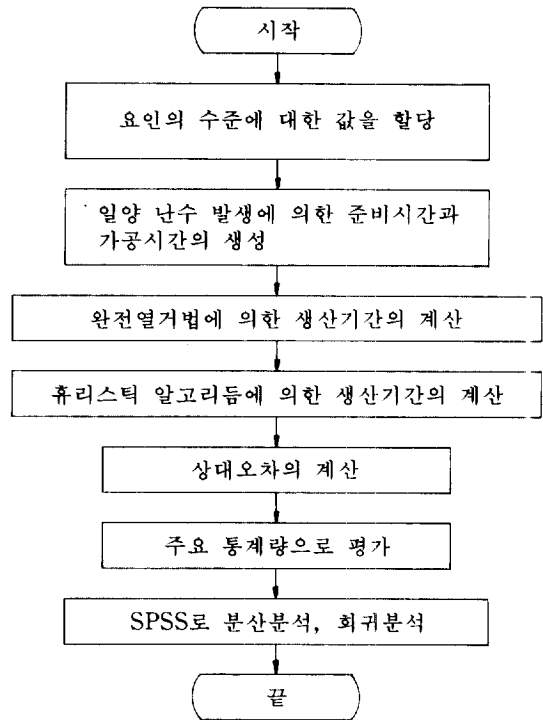 시작
요인의 수준에 대한 값을 할당
일양 난수 발생에 의한 준비시간과
가공시간의 생성
완전열거법에 의한 생산기간의 계산
휴리스틱 알고리듬에 의한 생산기간의 계산
상대오차의 계산
주요 통계량으로 평가
SPSS로 분산분석, 회귀분석
끝